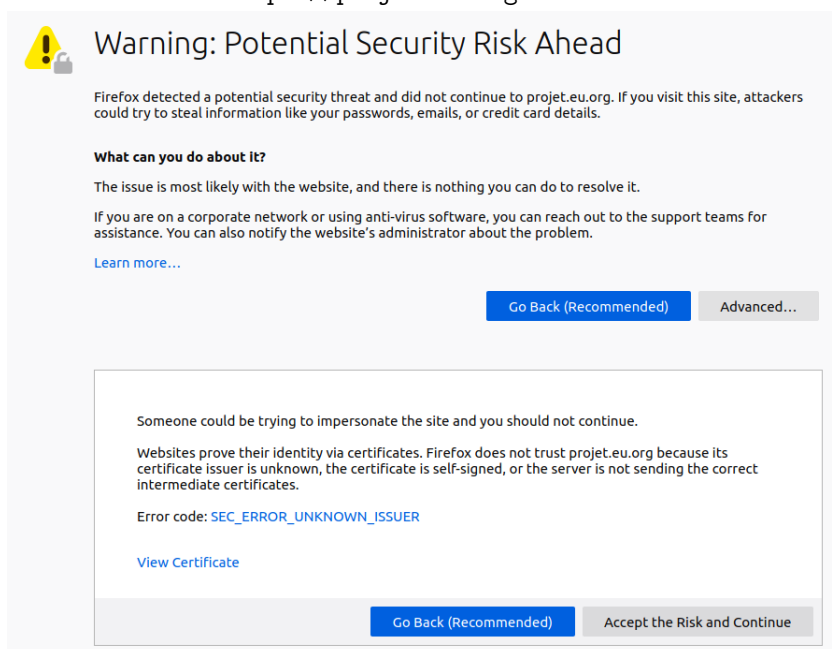 Warning: Potential Security Risk Ahead
Firefox detected a potential security threat and did not continue to projet.eu.org. If you visit this site, attackers
could try to steal information like your passwords, emails, or credit card details.
What can you do about it?
The issue is most likely with the website, and there is nothing you can do to resolve it.
If you are on a corporate network or using anti-virus software, you can reach out to the support teams for
assistance. You can also notify the website's administrator about the problem.
Learn more…
Go Back (Recommended) Advanced…
Someone could be trying to impersonate the site and you should not continue.
Websites prove their identity via certificates. Firefox does not trust projet.eu.org because its
certificate issuer is unknown, the certificate is self-signed, or the server is not sending the correct
intermediate certificates.
Error code: SEC_ERROR_UNKNOWN_ISSUER
View Certificate
Go Back (Recommended) Accept the Risk and Continue